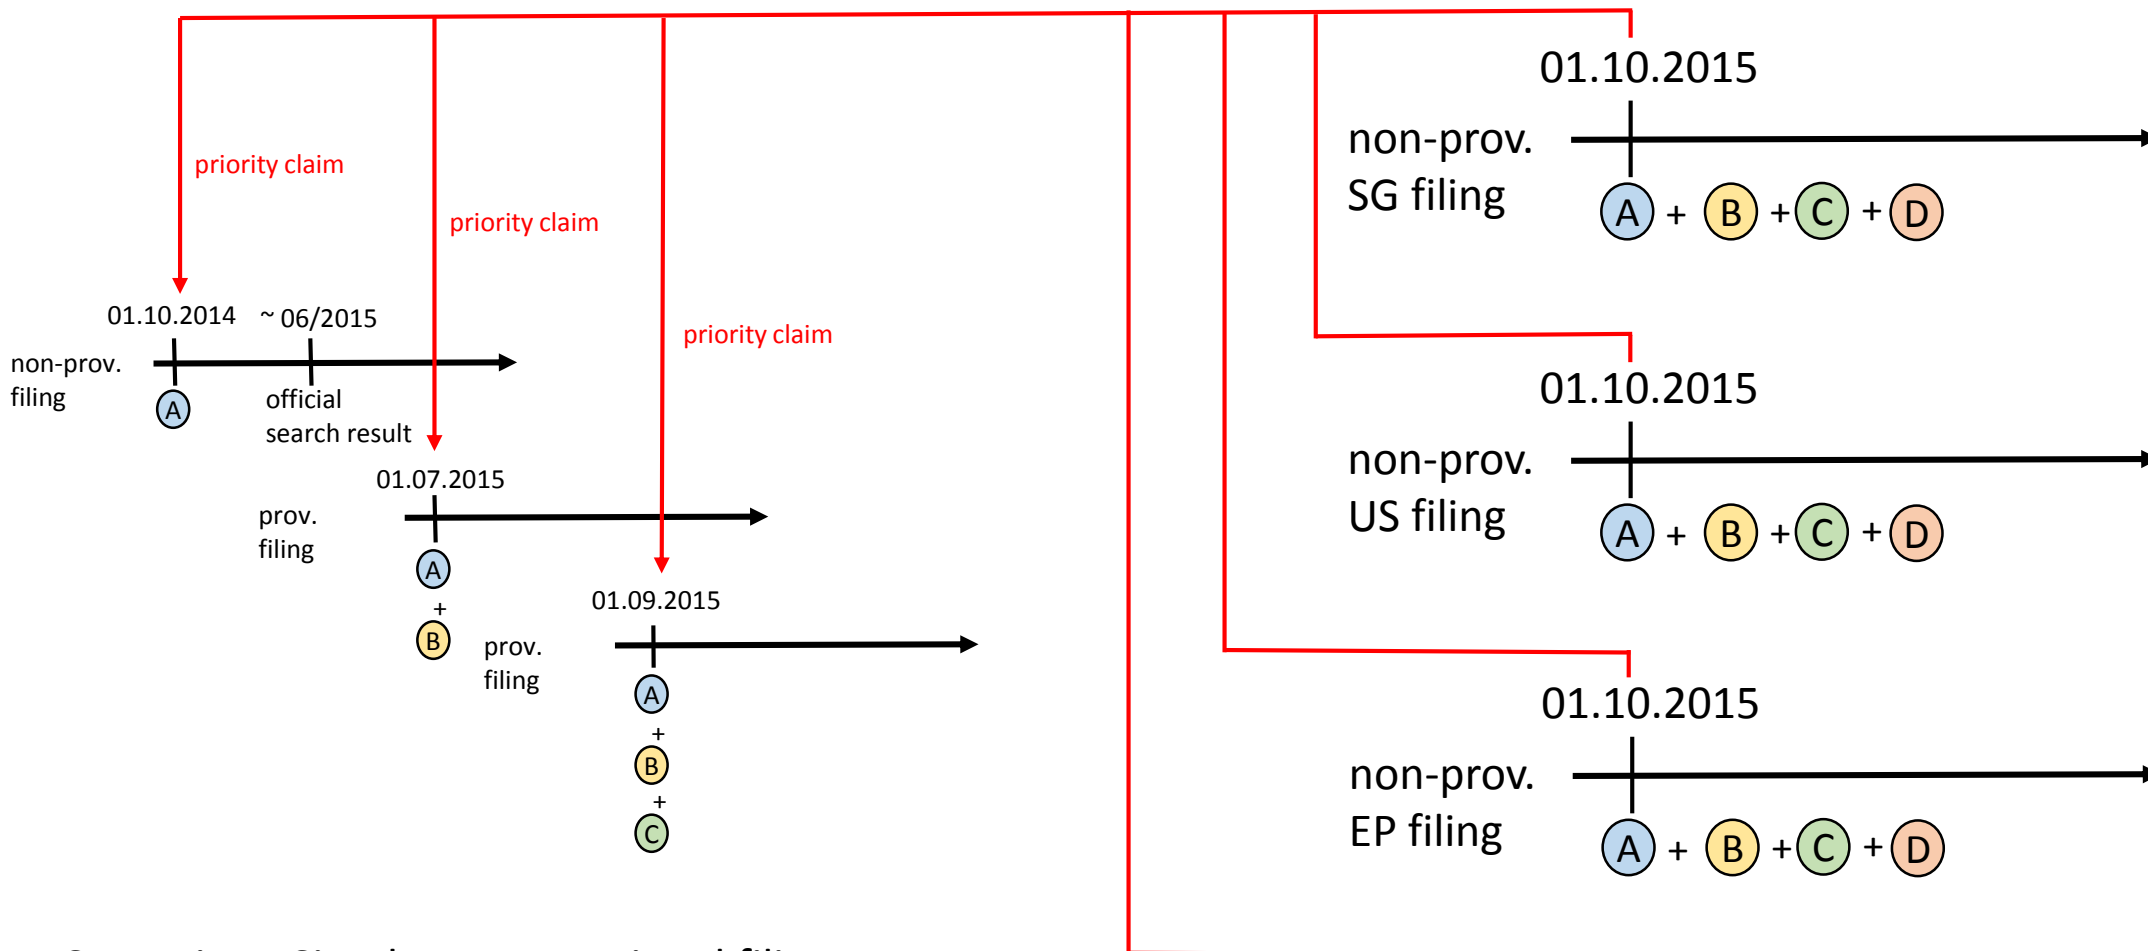 01.10.2015
non-prov.
SG filing
A + B + C + D
priority claim
priority claim
priority claim
01.10.2014 ~ 06/2015
non-prov.
filing
A
official
search result
01.07.2015
prov.
filing
A
+
B
01.09.2015
prov.
filing
A
+
B
+
C
01.10.2015
non-prov.
US filing
A + B + C + D
01.10.2015
non-prov.
EP filing
A + B + C + D